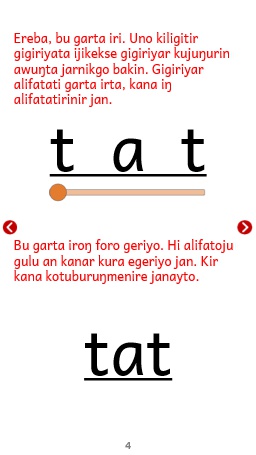 Ereba, bu garta iri. Uno kiligitir
gigiriyata ijikekse gigiriyar kujuŋurin
awuŋta jarnikgo bakin. Gigiriyar
alifatati garta irta, kana iŋ
alifatatirinir jan.
t a t
Bu garta iroŋ foro geriyo. Hi alifatoju
gulu an kanar kura egeriyo jan. Kir
kana kotuburuŋmenire janayto.
tat
4